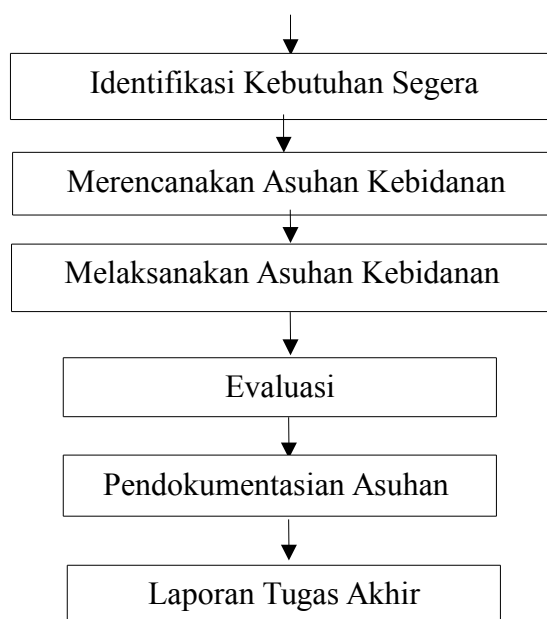 Identifikasi Kebutuhan Segera
Merencanakan Asuhan Kebidanan
Melaksanakan Asuhan Kebidanan
Evaluasi
Pendokumentasian Asuhan
Laporan Tugas Akhir